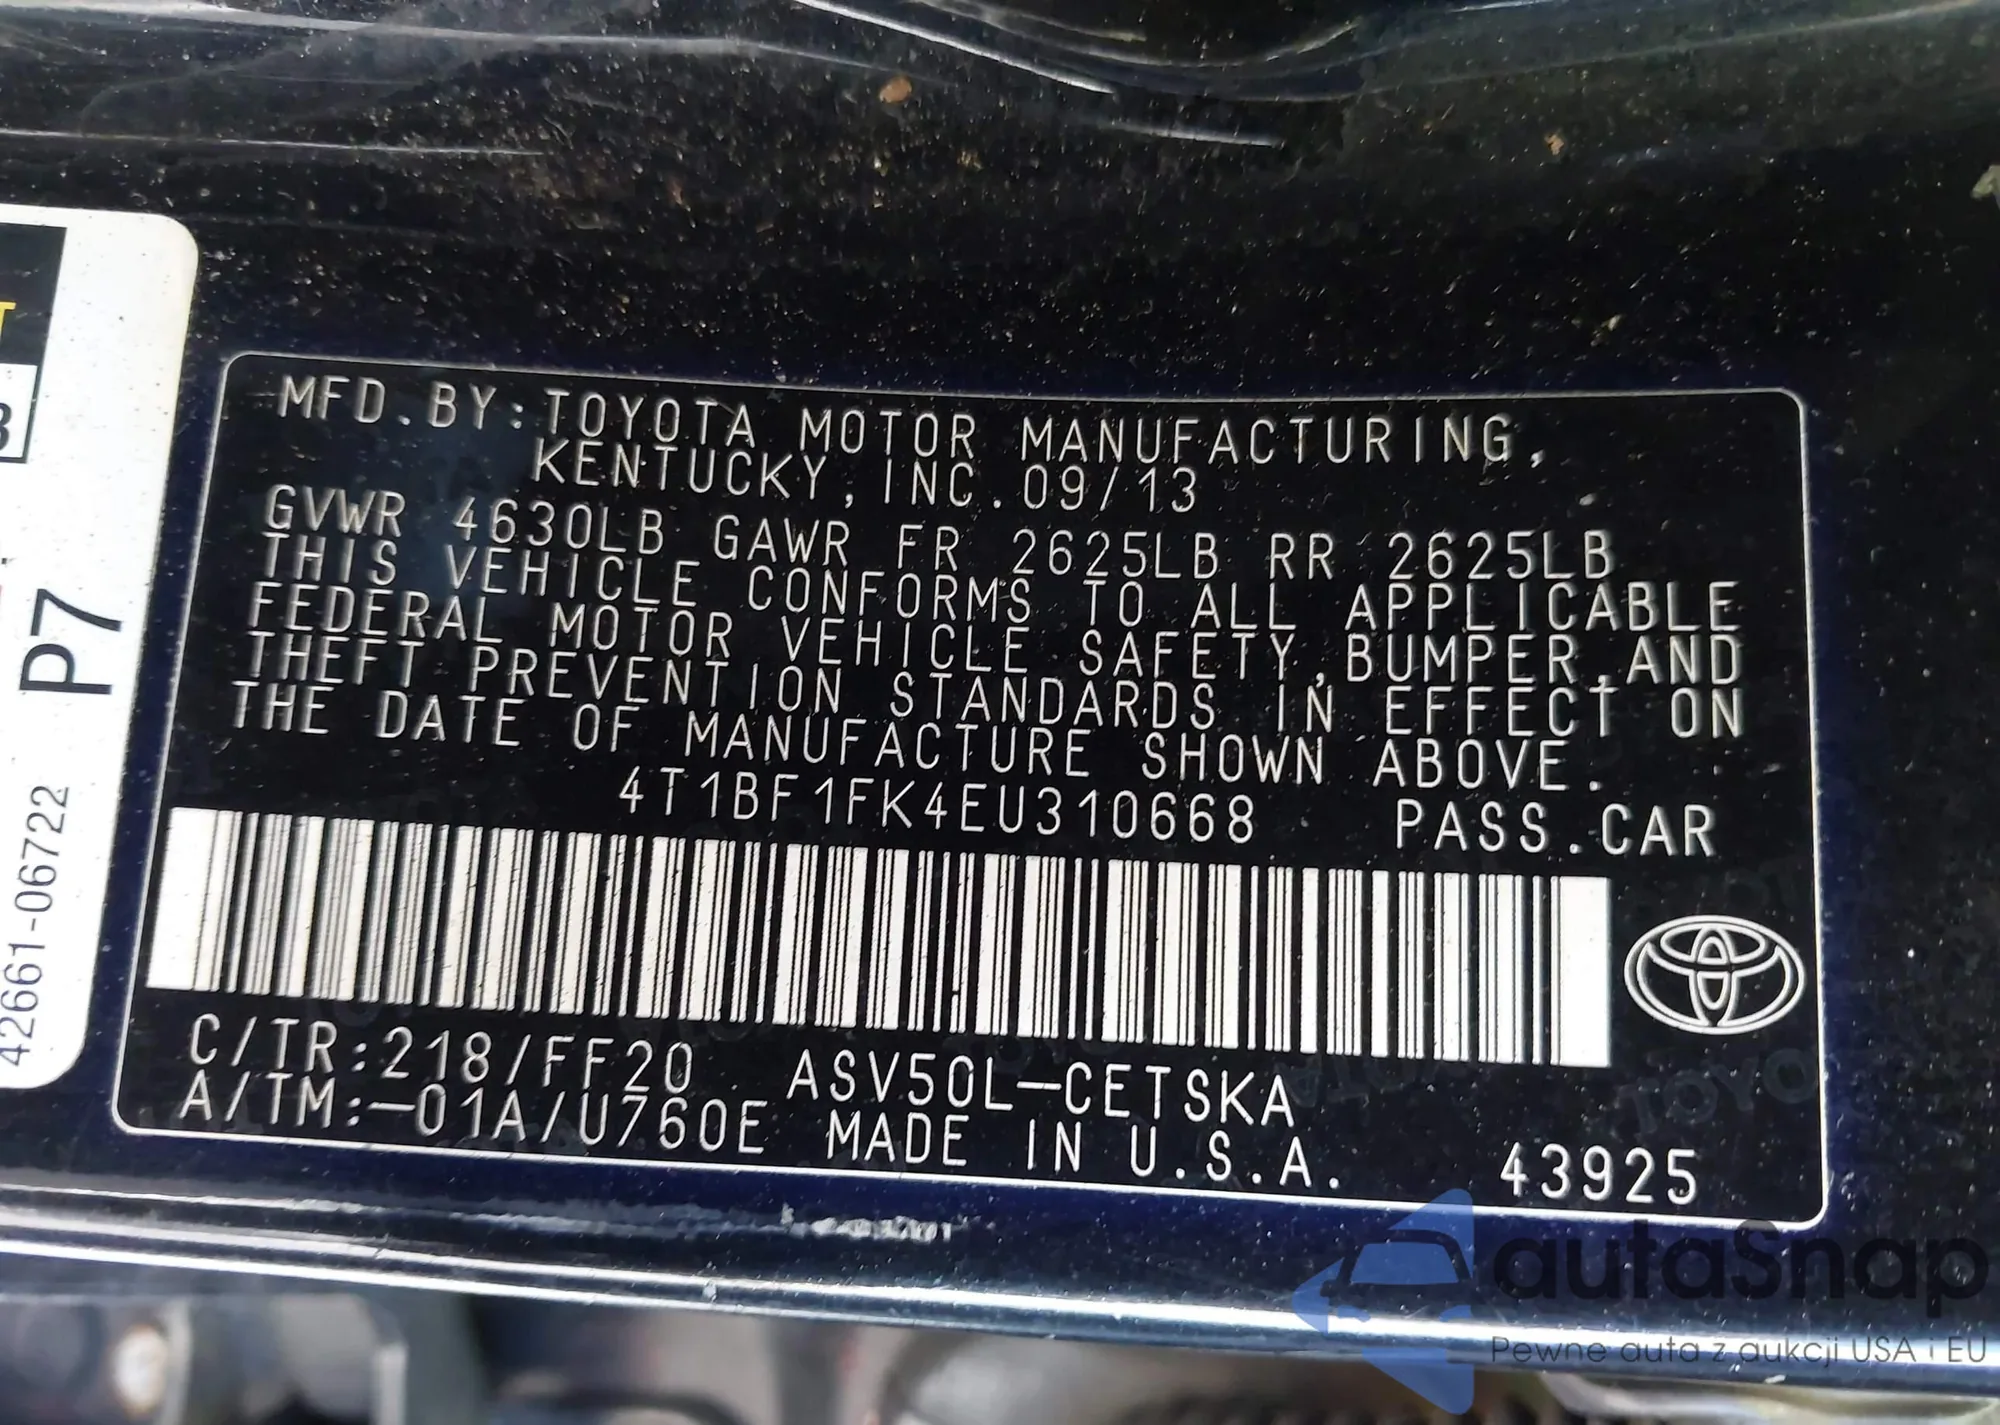 MFD.BY:TOYOTA MOTOR MANUFACTURING,
KENTUCKY,INC.09/13
GVWR 4630LB GAWR FR 2625LB RR 2625LB
THIS VEHICLE CONFORMS TO ALL APPLICABLE
FEDERAL MOTOR VEHICLE SAFETY,BUMPER,AND
THEFT PREVENTION STANDARDS IN EFFECT ON
THE DATE OF MANUFACTURE SHOWN ABOVE.
4T1BF1FK4EU310668 PASS.CAR
C/TR:218/FF20 ASV50L-CETSKA
A/TM:-01A/U760E MADE IN U.S.A. 43925
P7
42661-06722
autaSnap
Pewne auta z aukcji USA i EU